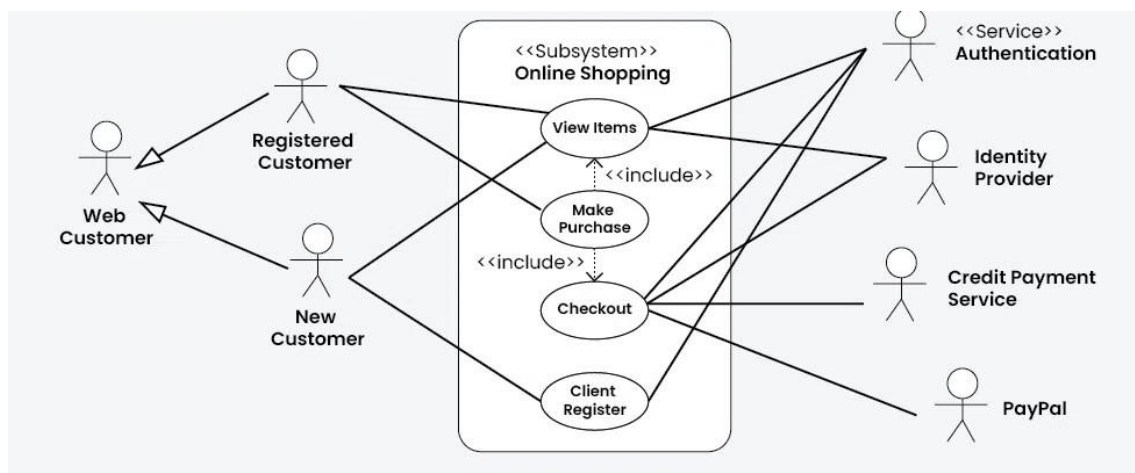 <<Subsystem>>
Online Shopping
<<Service>>
Authentication
Registered
Customer
View Items
Identity
Provider
<<include>>
Web
Customer
Make
Purchase
<<include>>
New
Customer
Checkout
Credit Payment
Service
Client
Register
PayPal